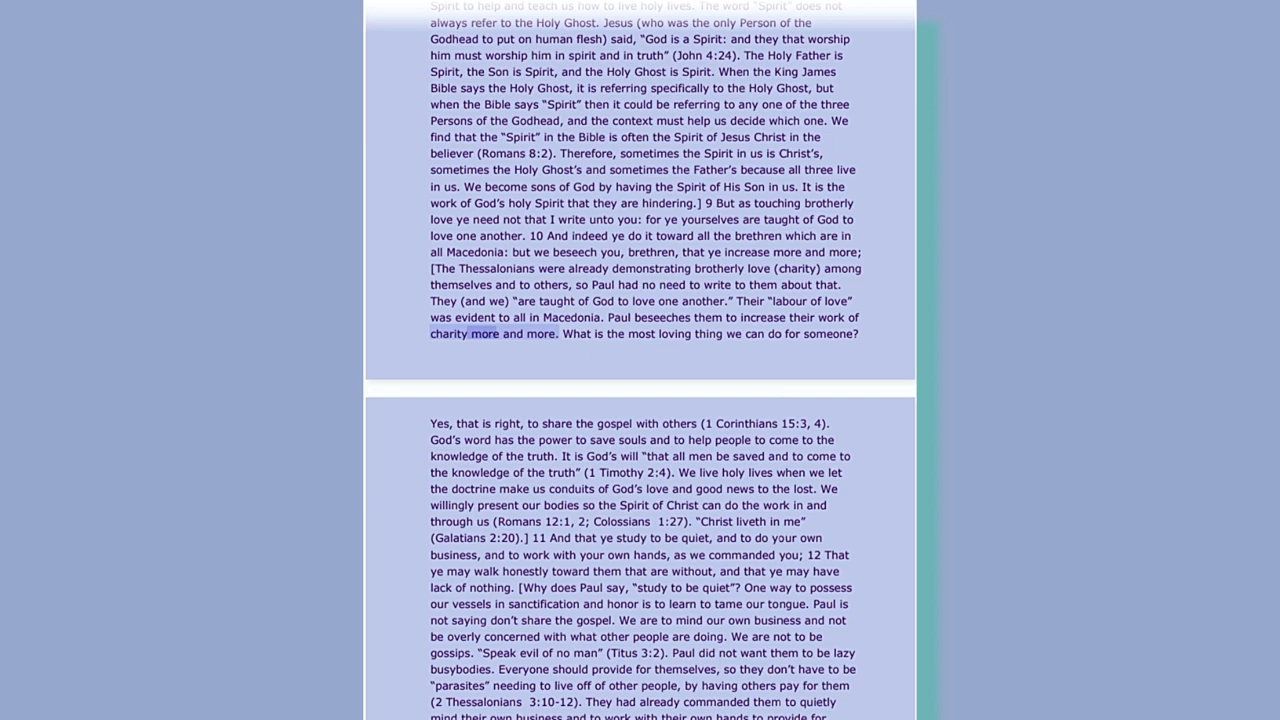 Spirit to help and teach us how to live holy lives. The word “Spirit” does not
always refer to the Holy Ghost. Jesus (who was the only Person of the
Godhead to put on human flesh) said, “God is a Spirit: and they that worship
him must worship him in spirit and in truth” (John 4:24). The Holy Father is
Spirit, the Son is Spirit, and the Holy Ghost is Spirit. When the King James
Bible says the Holy Ghost, it is referring specifically to the Holy Ghost, but
when the Bible says “Spirit” then it could be referring to any one of the three
Persons of the Godhead, and the context must help us decide which one. We
find that the “Spirit” in the Bible is often the Spirit of Jesus Christ in the
believer (Romans 8:2). Therefore, sometimes the Spirit in us is Christ’s,
sometimes the Holy Ghost’s and sometimes the Father’s because all three live
in us. We become sons of God by having the Spirit of His Son in us. It is the
work of God’s holy Spirit that they are hindering.] 9 But as touching brotherly
love ye need not that I write unto you: for ye yourselves are taught of God to
love one another. 10 And indeed ye do it toward all the brethren which are in
all Macedonia: but we beseech you, brethren, that ye increase more and more;
[The Thessalonians were already demonstrating brotherly love (charity) among
themselves and to others, so Paul had no need to write to them about that.
They (and we) “are taught of God to love one another.” Their “labour of love”
was evident to all in Macedonia. Paul beseeches them to increase their work of
charity more and more. What is the most loving thing we can do for someone?
Yes, that is right, to share the gospel with others (1 Corinthians 15:3, 4).
God’s word has the power to save souls and to help people to come to the
knowledge of the truth. It is God’s will “that all men be saved and to come to
the knowledge of the truth” (1 Timothy 2:4). We live holy lives when we let
the doctrine make us conduits of God’s love and good news to the lost. We
willingly present our bodies so the Spirit of Christ can do the work in and
through us (Romans 12:1, 2; Colossians  1:27). “Christ liveth in me”
(Galatians 2:20).] 11 And that ye study to be quiet, and to do your own
business, and to work with your own hands, as we commanded you; 12 That
ye may walk honestly toward them that are without, and that ye may have
lack of nothing. [Why does Paul say, “study to be quiet”? One way to possess
our vessels in sanctification and honor is to learn to tame our tongue. Paul is
not saying don’t share the gospel. We are to mind our own business and not
be overly concerned with what other people are doing. We are not to be
gossips. “Speak evil of no man” (Titus 3:2). Paul did not want them to be lazy
busybodies. Everyone should provide for themselves, so they don’t have to be
“parasites” needing to live off of other people, by having others pay for them
(2 Thessalonians  3:10-12). They had already commanded them to quietly
mind their own business and to work with their own hands to provide for